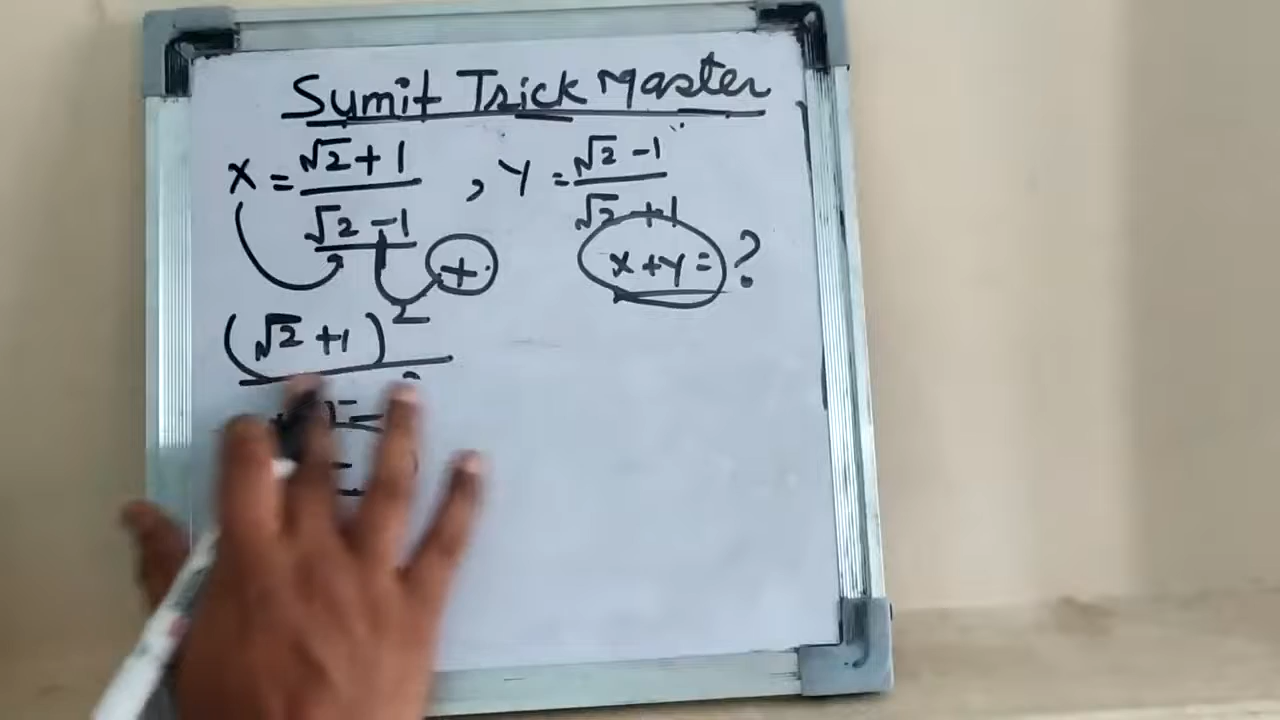 Sumit Trick Master
x = √2 + 1 / √2 - 1 , Y = √2 - 1 / √2 + 1
+
x + y = ?
(√2 + 1)²